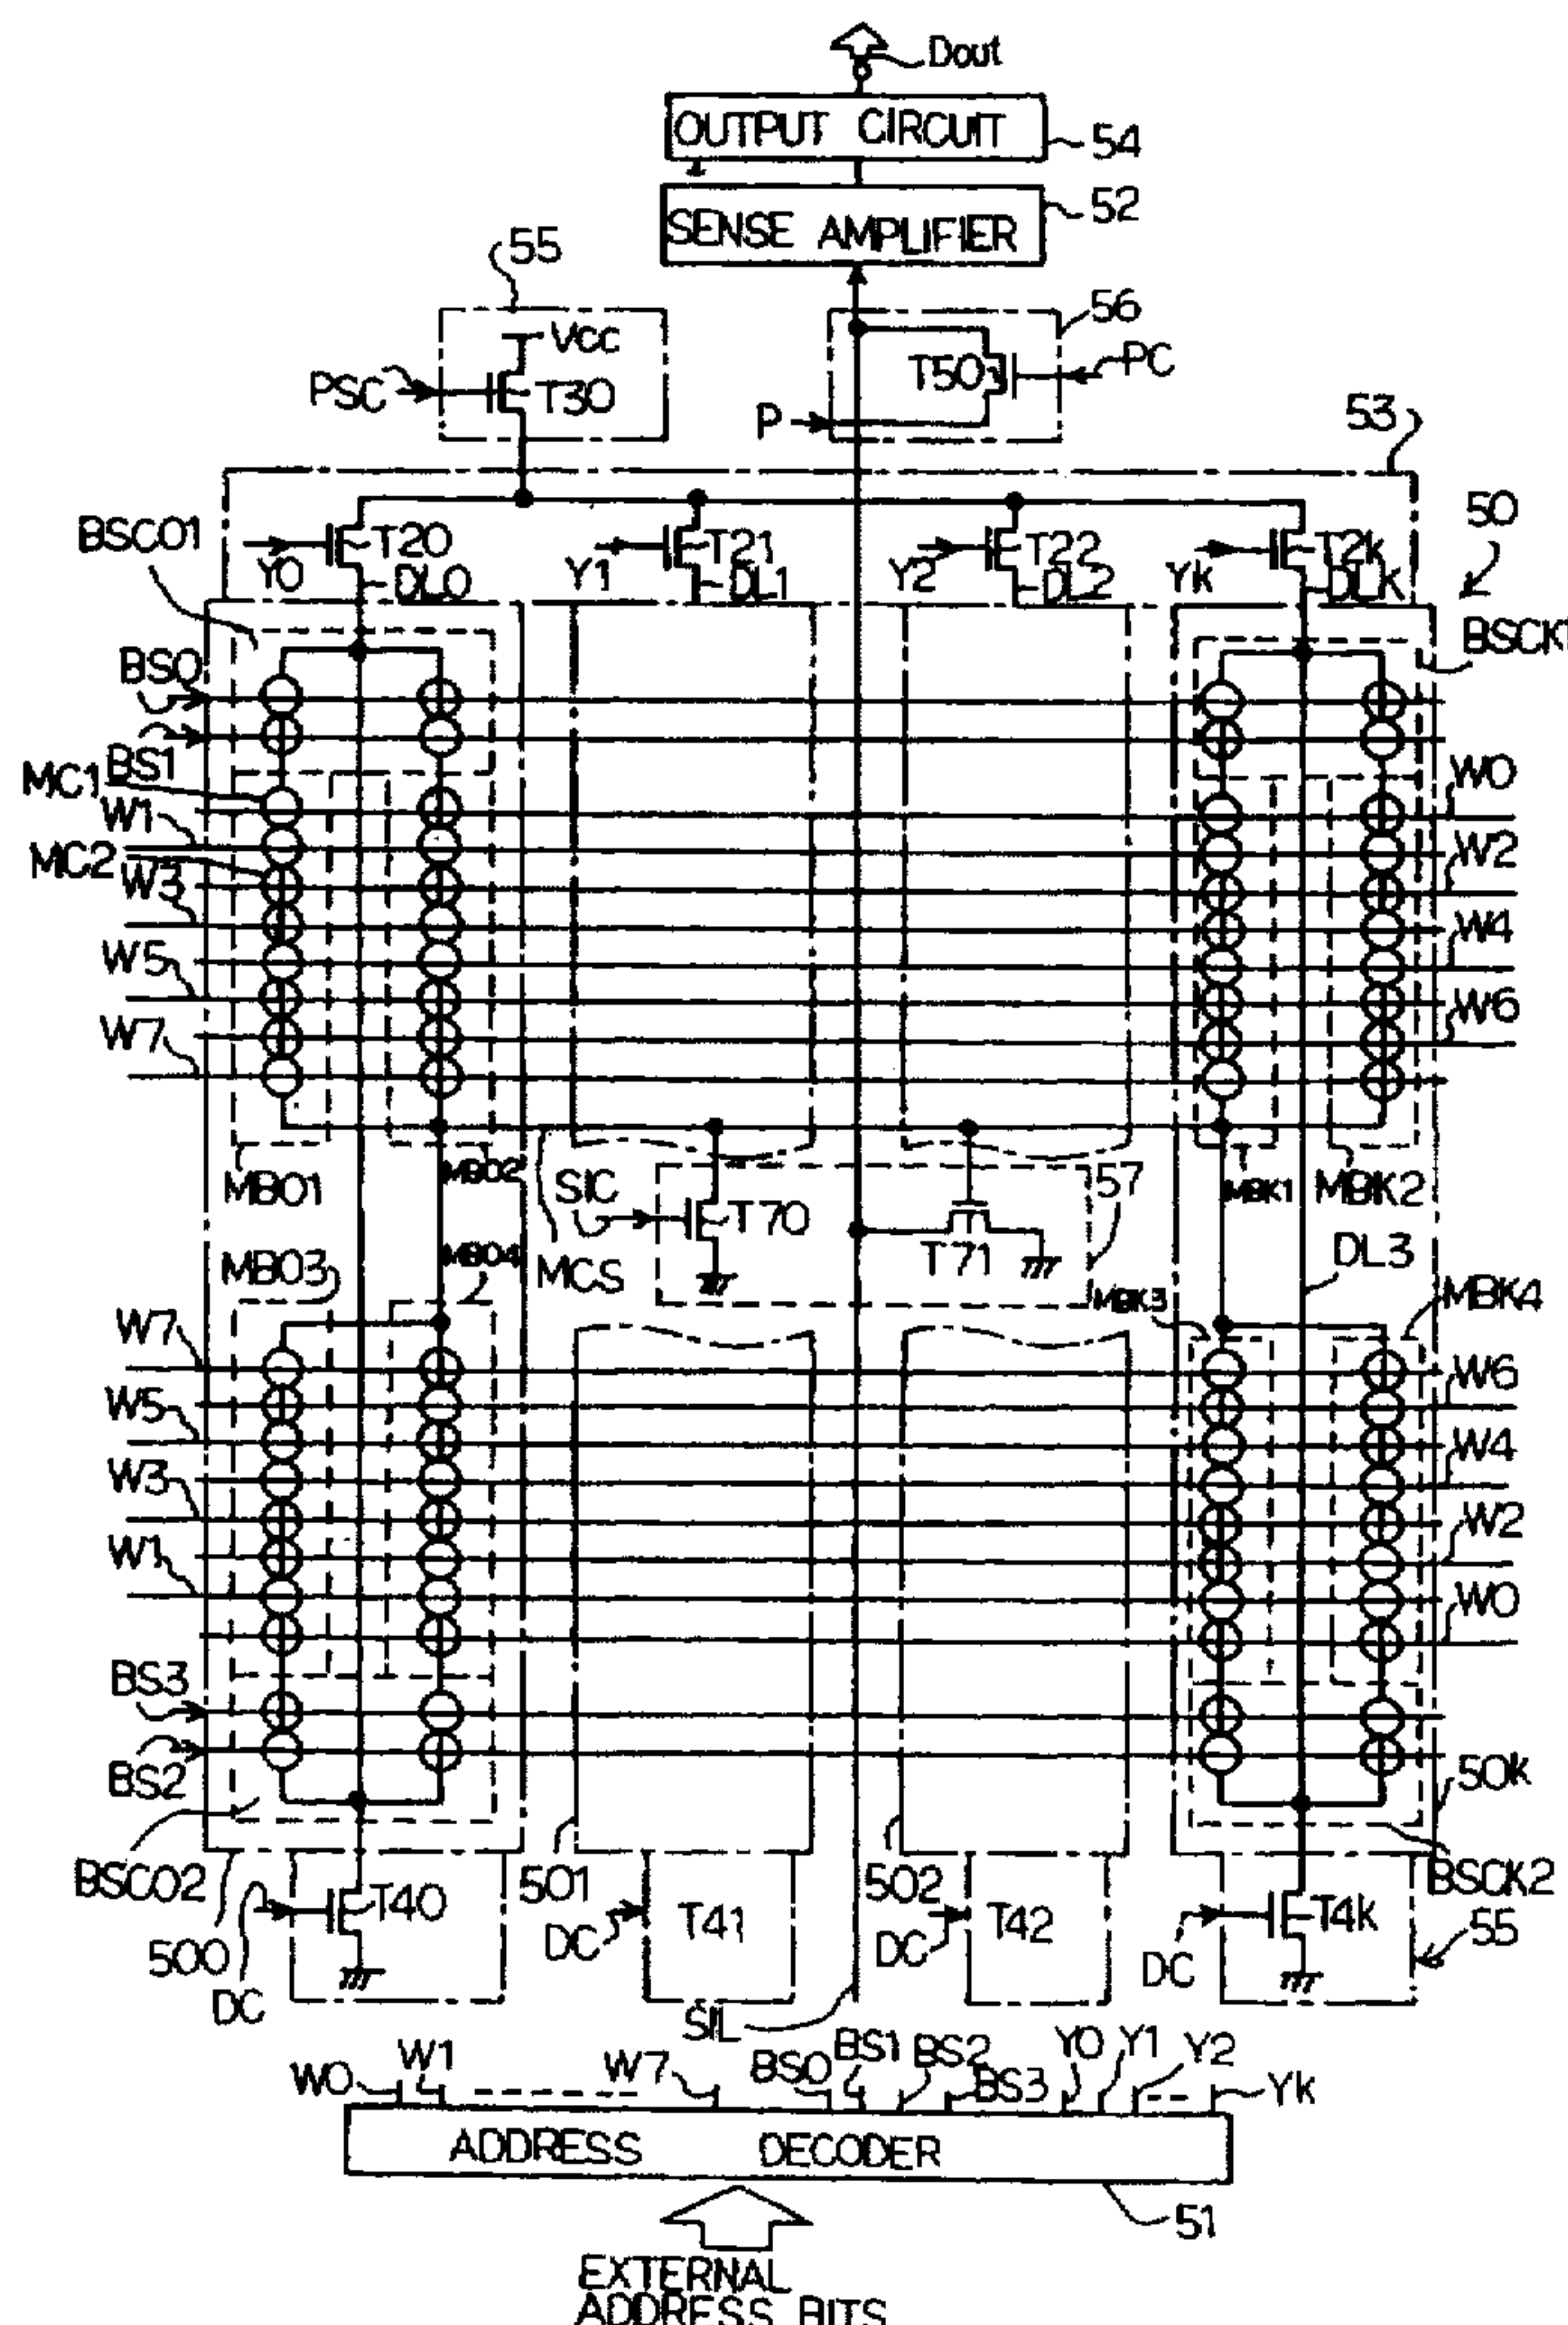 Dout
OUTPUT CIRCUIT
54
SENSE AMPLIFIER
52
55
56
VCC
PSC
T30
T50
PC
P
53
50
BSC01
T20
T21
T22
T2k
Y0
DL0
Y1
DL1
Y2
DL2
Yk
DLK
BSCK1
BS0
BS1
MC1
W1
MC2
W3
W5
W7
W0
W2
W4
W6
MB01
MB02
SIC
T70
57
MBK1
MBK2
MB03
MB04
MCS
T71
DL3
MBK3
MBK4
W7
W5
W3
W1
W6
W4
W2
W0
BS3
BS2
50k
BSC02
501
502
BSCK2
T40
T41
T42
T4k
55
500
DC
DC
DC
DC
SIL
W0
W1
W7
BS0
BS1
BS2
BS3
Y0
Y1
Y2
Yk
ADDRESS DECODER
51
EXTERNAL
ADDRESS BITS